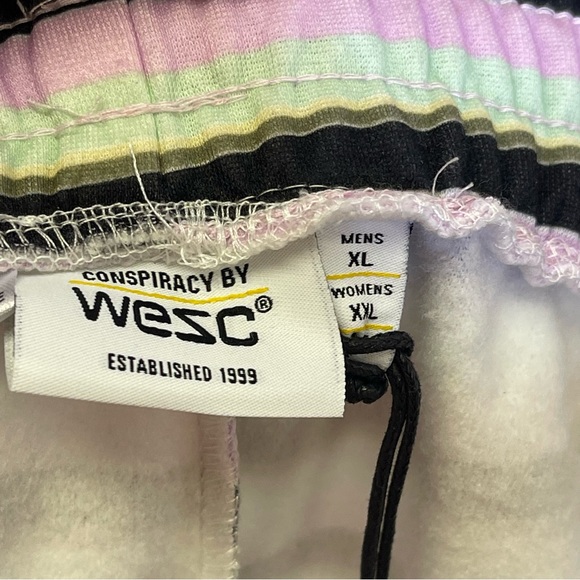 CONSPIRACY BY
wesc®
ESTABLISHED 1999
MENS
XL
WOMENS
XXL